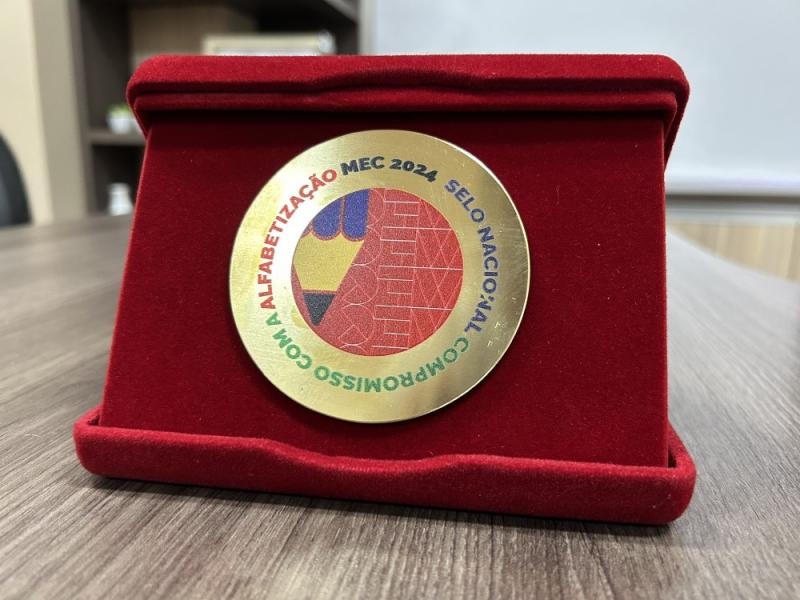 SELO NACIONAL COMPROMISSO COM A ALFABETIZAÇÃO MEC 2024